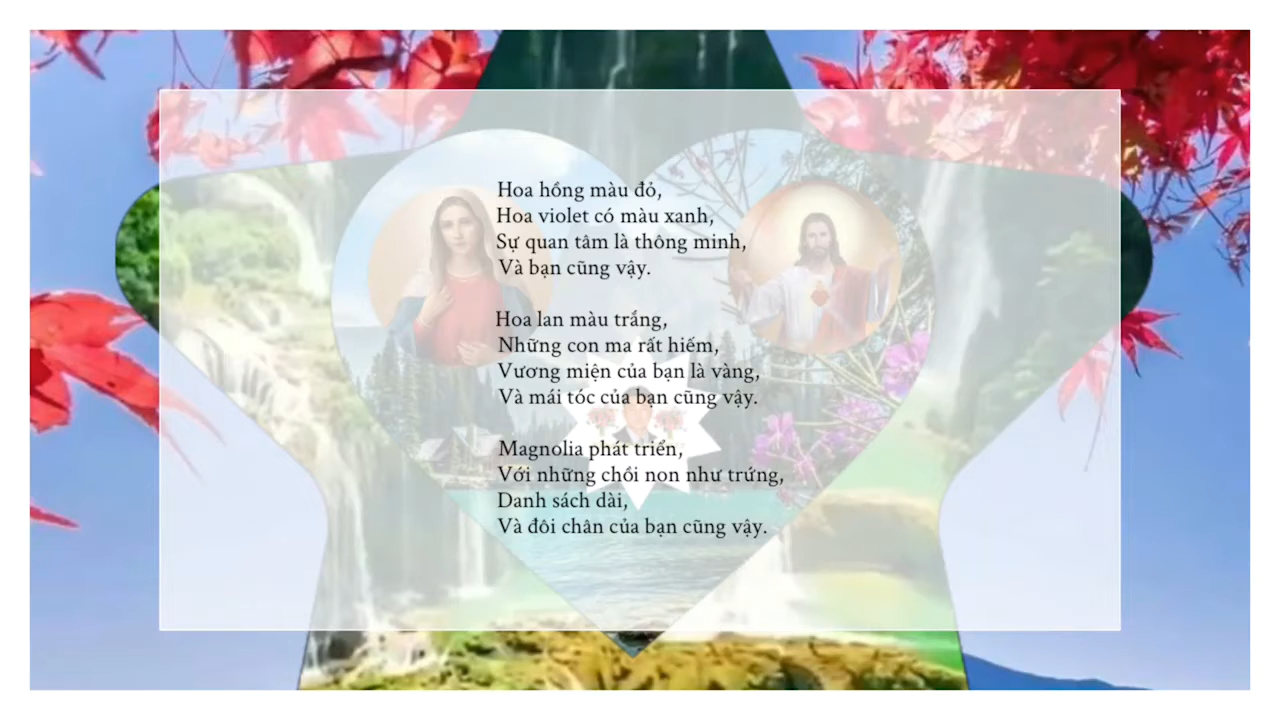 Hoa hồng màu đỏ,
Hoa violet có màu xanh,
Sự quan tâm là thông minh,
Và bạn cũng vậy.
Hoa lan màu trắng,
Những con ma rất hiếm,
Vương miện của bạn là vàng,
Và mái tóc của bạn cũng vậy.
Magnolia phát triển,
Với những chồi non như trứng,
Danh sách dài,
Và đôi chân của bạn cũng vậy.